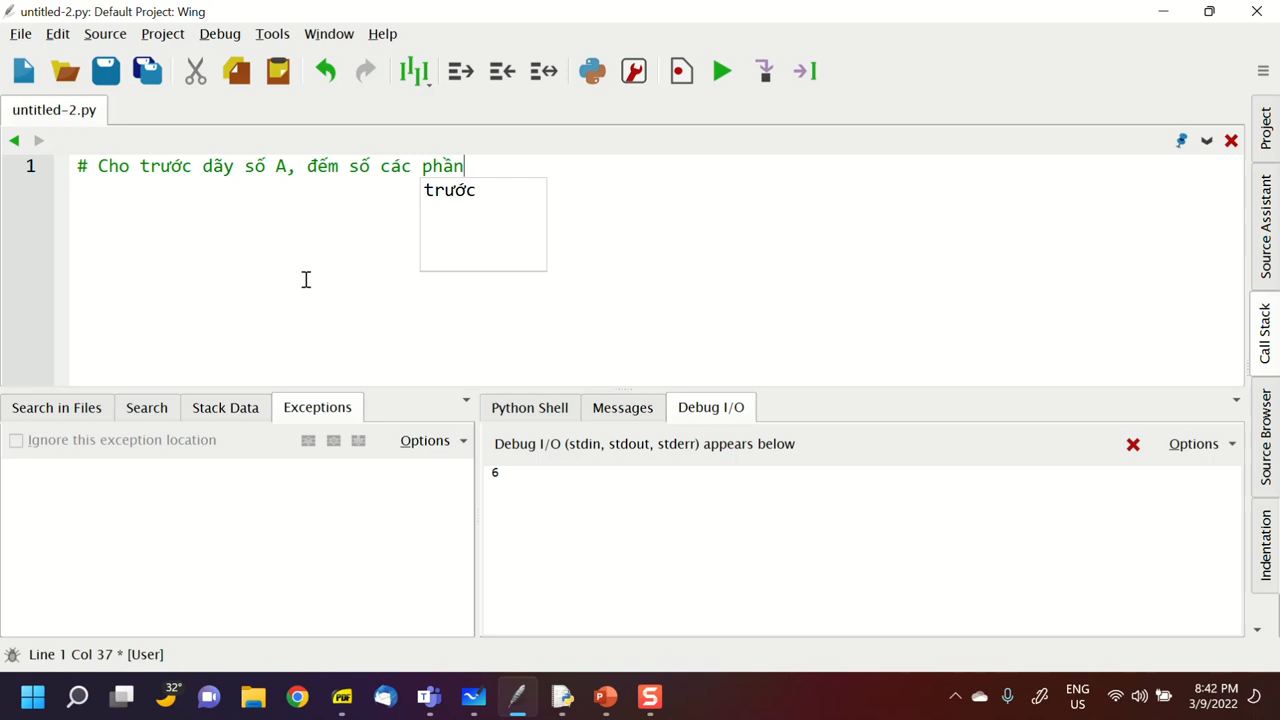 untitled-2.py: Default Project: Wing
File Edit Source Project Debug Tools Window Help
untitled-2.py
1 # Cho trước dãy số A, đếm số các phần
trước
Project
Source Assistant
Call Stack
Source Browser
Indentation
Search in Files Search Stack Data Exceptions
Ignore this exception location Options
Python Shell Messages Debug I/O
Debug I/O (stdin, stdout, stderr) appears below Options
6
Line 1 Col 37 * [User]
32°
PDF
ENG
US
8:42 PM
3/9/2022